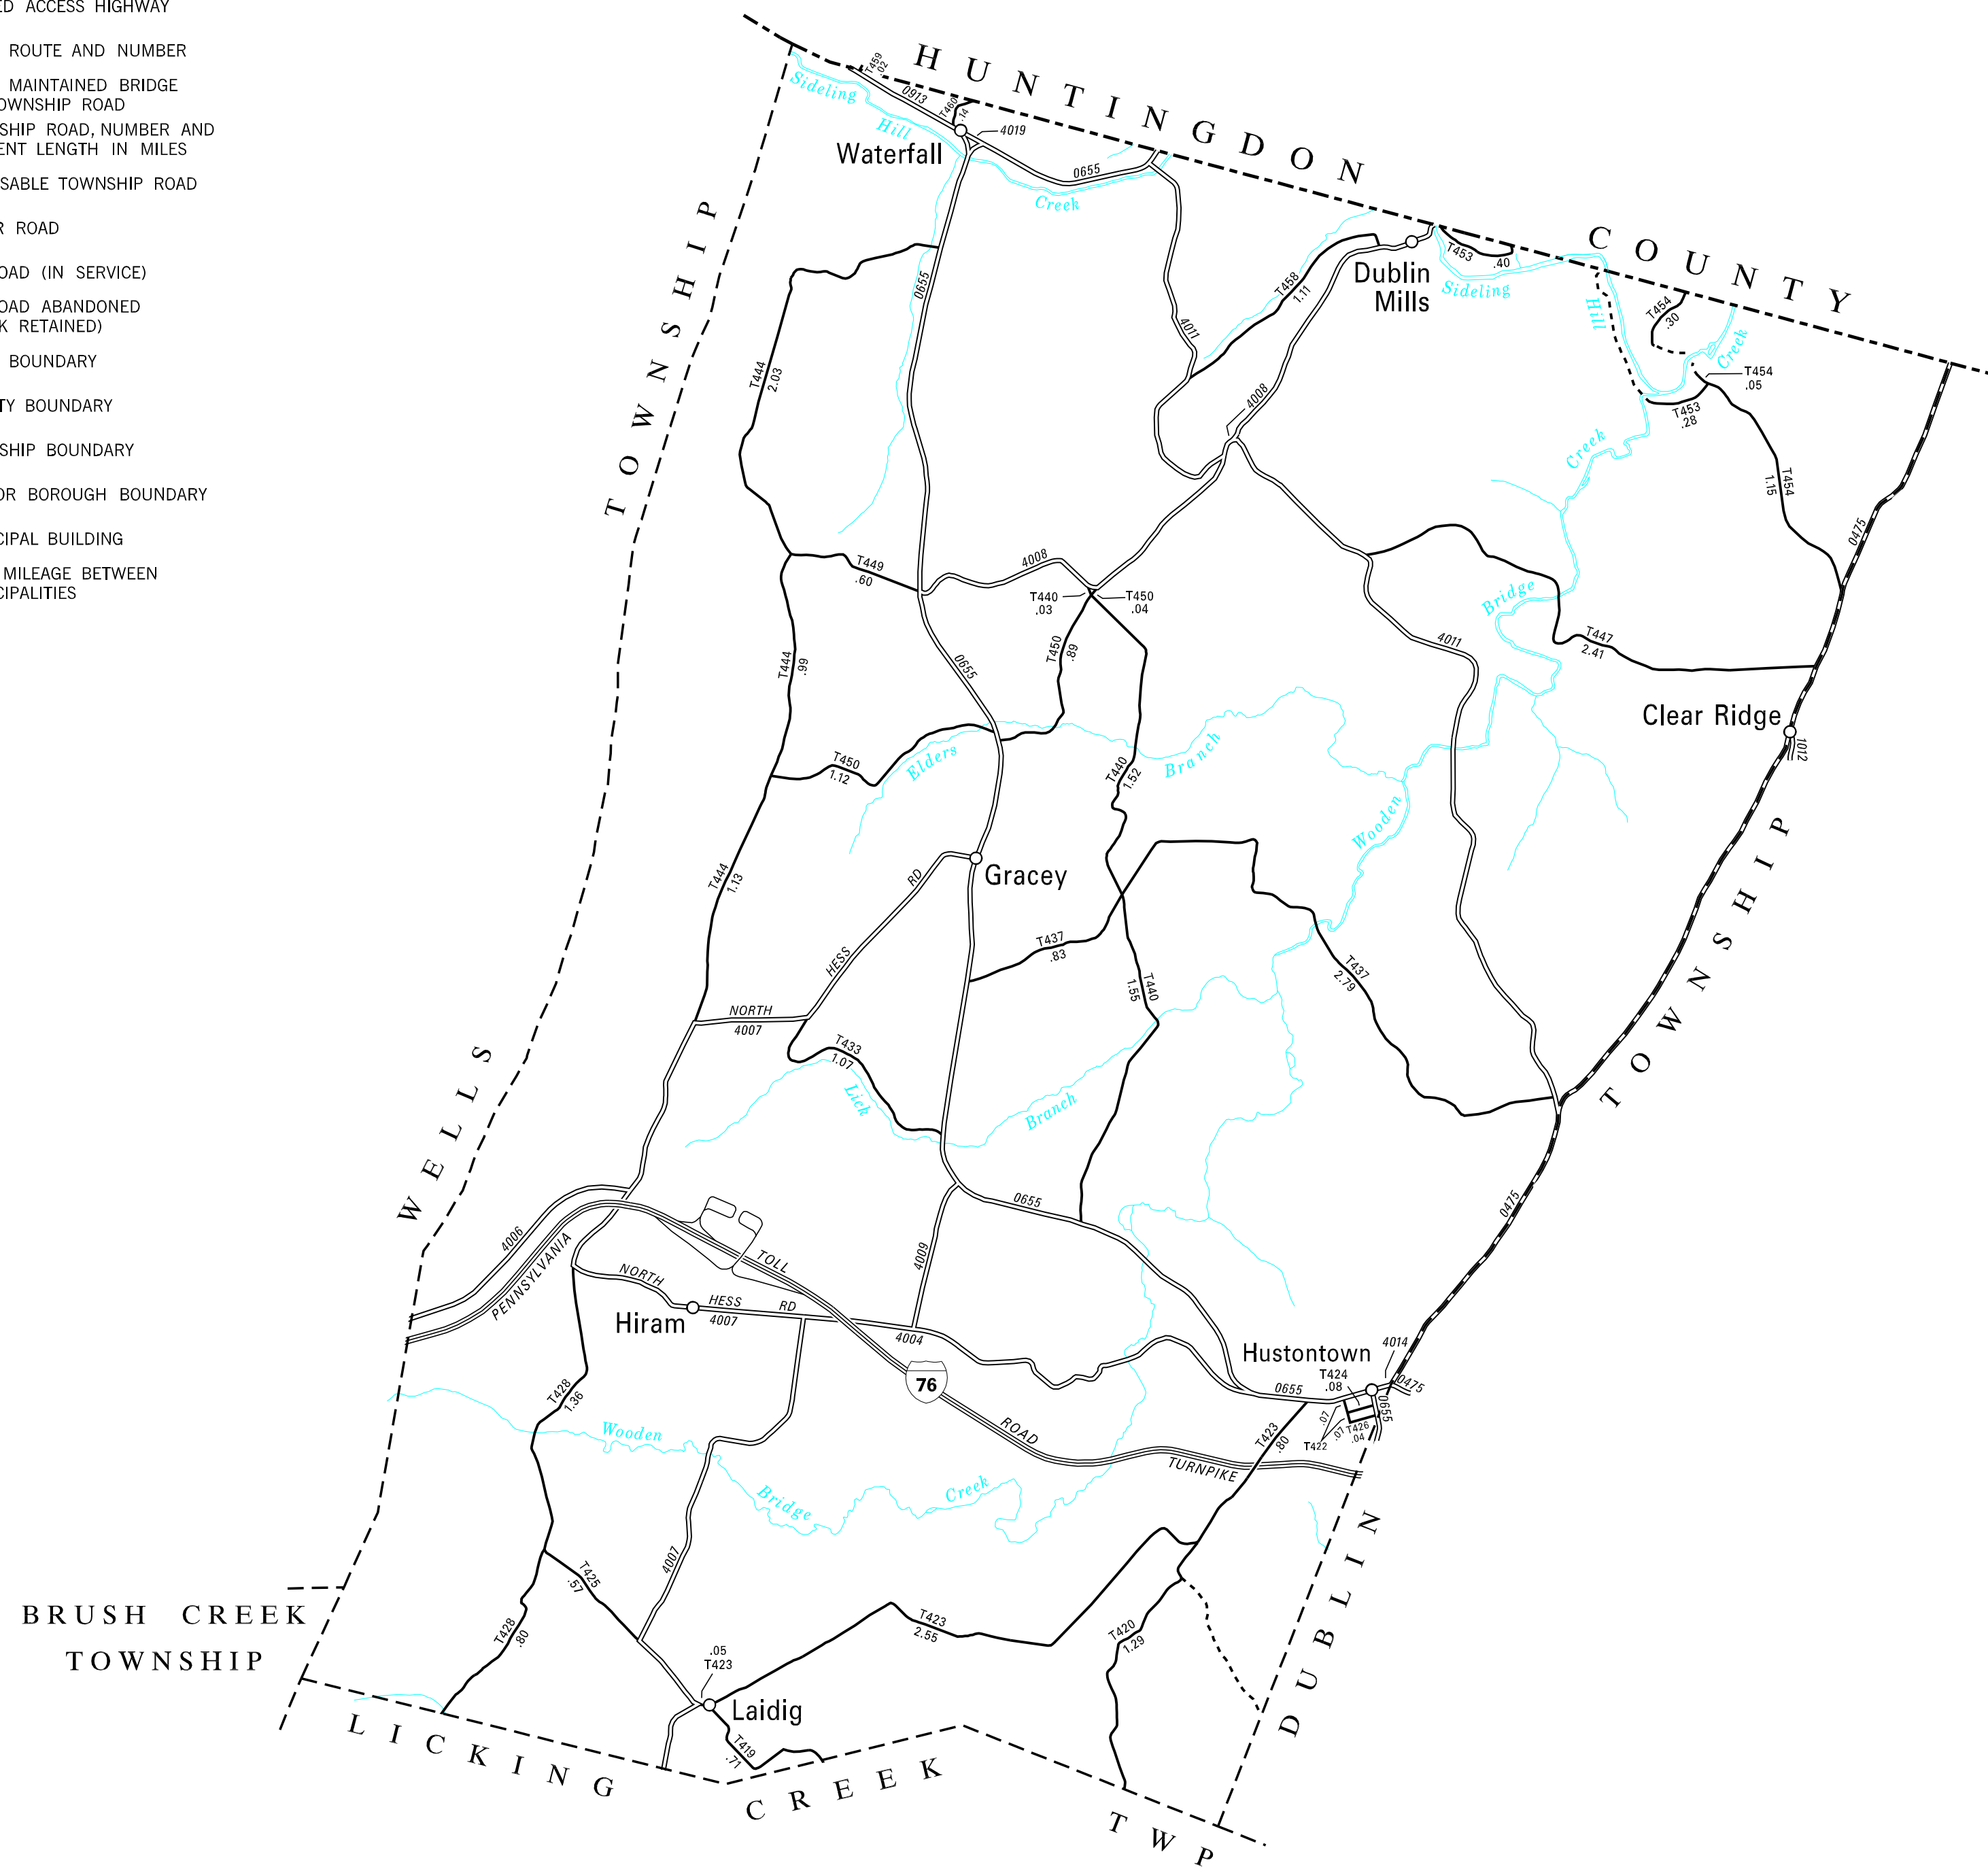 ED ACCESS HIGHWAY
ROUTE AND NUMBER
MAINTAINED BRIDGE
OWNSHIP ROAD
SHIP ROAD, NUMBER AND
ENT LENGTH IN MILES
SABLE TOWNSHIP ROAD
R ROAD
OAD (IN SERVICE)
OAD ABANDONED
K RETAINED)
BOUNDARY
TY BOUNDARY
SHIP BOUNDARY
OR BOROUGH BOUNDARY
CIPAL BUILDING
MILEAGE BETWEEN
CIPALITIES
HUNTINGDON COUNTY
T459
.02
Sideling Hill Creek
0913
T460
.14
4019
Waterfall
0655
0655
4011
T458
1.11
Dublin
Mills
T453
.40
Sideling Hill Creek
T454
.30
T454
.05
T453
.28
T454
1.15
0475
4008
T444
2.03
T449
.60
4008
T440
.03
T450
.04
T450
.89
0655
T444
.99
T450
1.12
Elders Branch
T440
1.52
4011
Wooden Bridge Creek
T447
2.41
Clear Ridge
1012
T444
1.13
Gracey
NORTH HESS RD
4007
T437
.83
T440
1.55
T437
2.79
T433
1.07
Lick Branch
WELLS TOWNSHIP
0655
4009
0475
4006
PENNSYLVANIA
TOLL
ROAD
TURNPIKE
76
NORTH HESS RD
4007
Hiram
4004
Hustontown
4014
0475
0655
T424
.08
0655
.07
.07
T422
T426
.04
T423
.80
T428
1.36
Wooden Bridge Creek
4007
T425
.57
T428
.80
T423
2.55
.05
T423
Laidig
T419
.71
T420
1.29
BRUSH CREEK
TOWNSHIP
LICKING CREEK TWP
DUBLIN TOWNSHIP